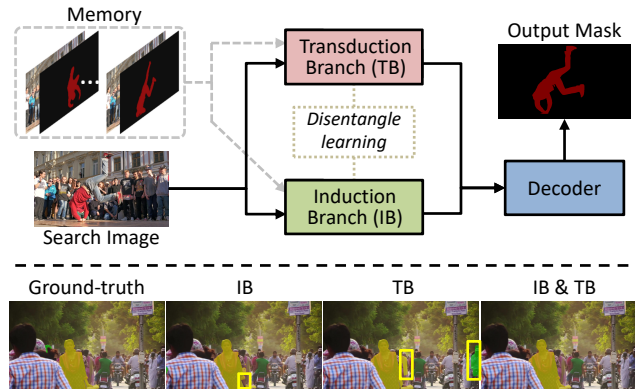 Memory
Transduction
Branch (TB)
Output Mask
Disentangle
learning
Search Image
Induction
Branch (IB)
Decoder
Ground-truth
IB
TB
IB & TB